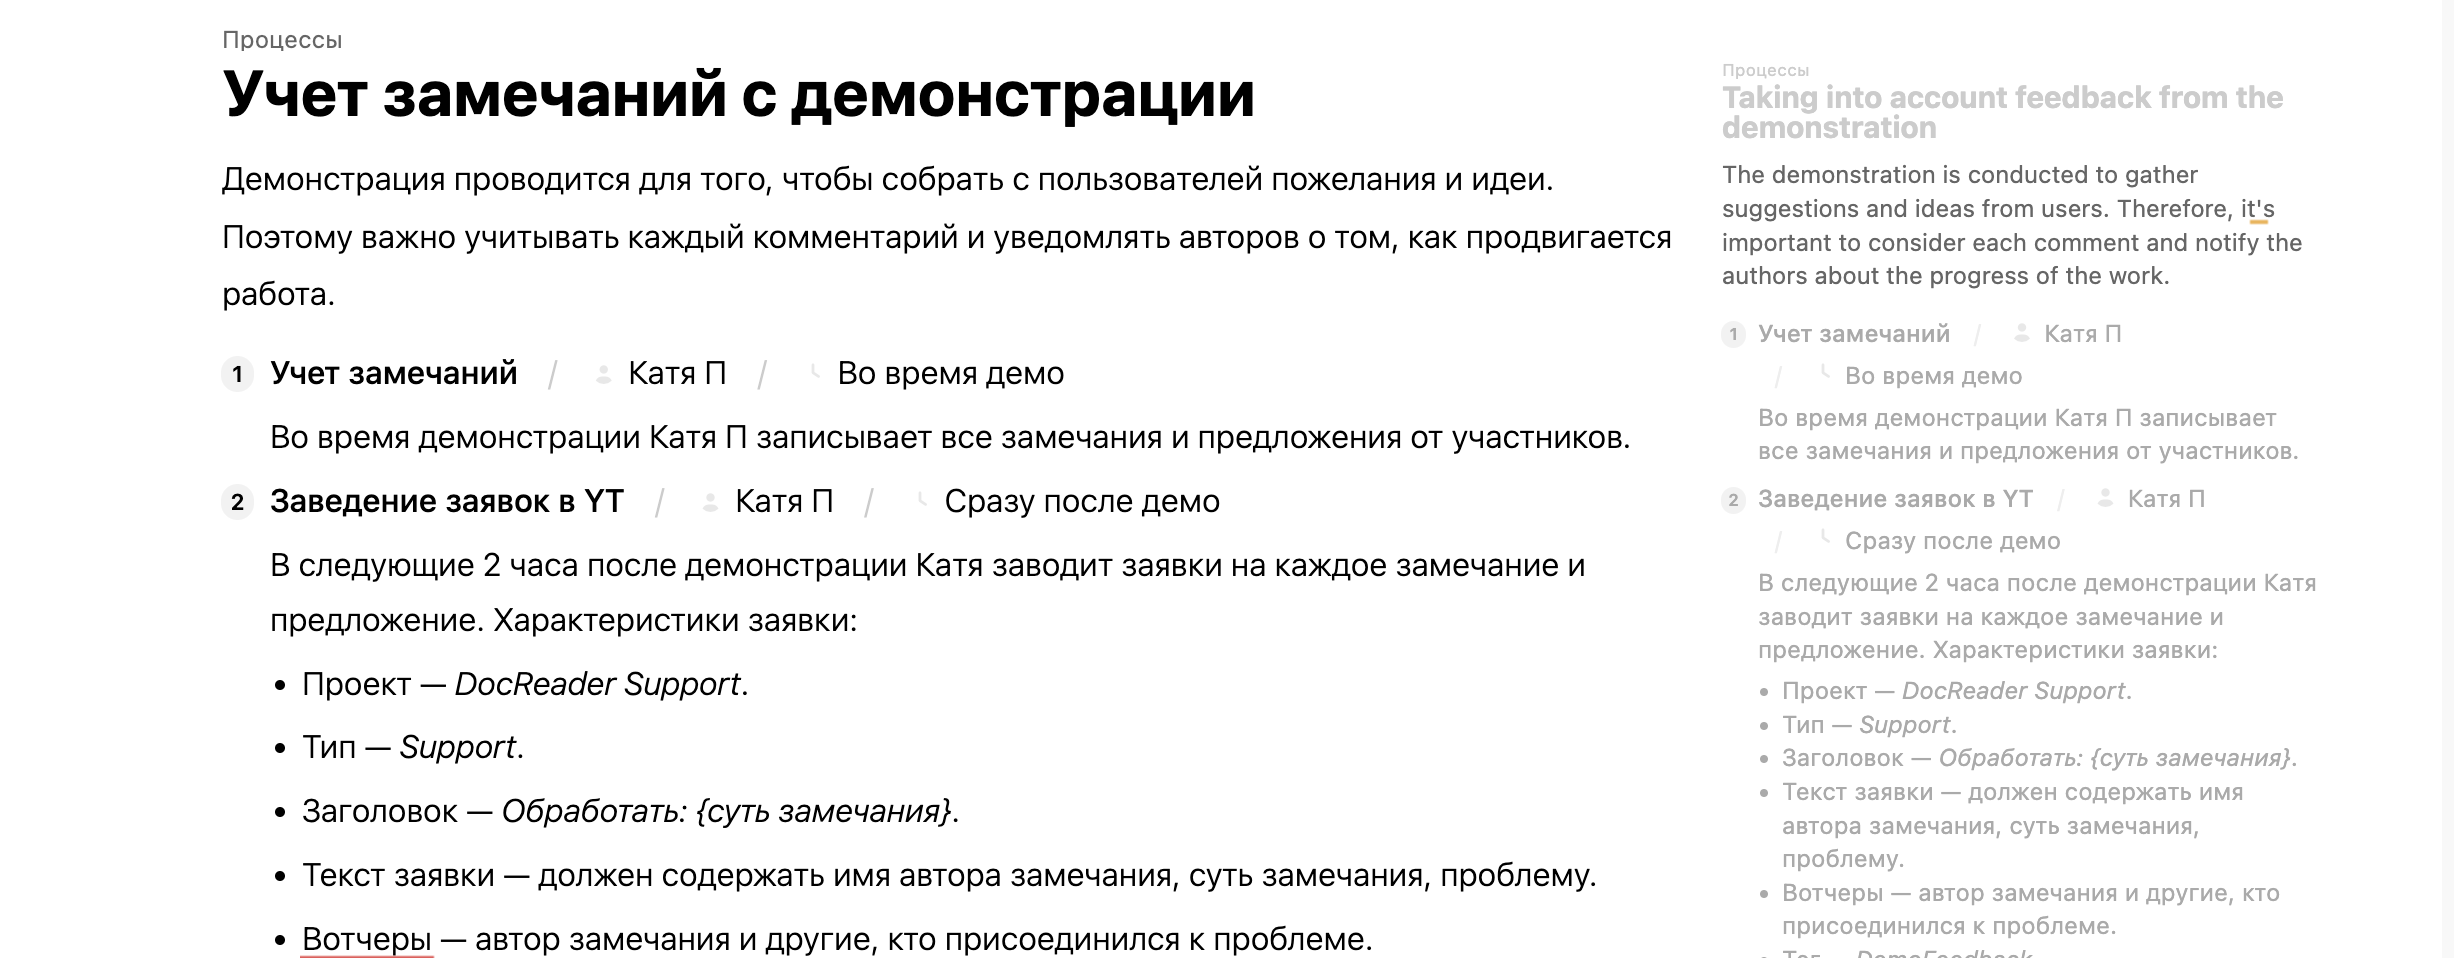 Процессы
Учет замечаний с демонстрации
Демонстрация проводится для того, чтобы собрать с пользователей пожелания и идеи.
Поэтому важно учитывать каждый комментарий и уведомлять авторов о том, как продвигается
работа.
1 Учет замечаний / Катя П / Во время демо
Во время демонстрации Катя П записывает все замечания и предложения от участников.
2 Заведение заявок в YT / Катя П / Сразу после демо
В следующие 2 часа после демонстрации Катя заводит заявки на каждое замечание и
предложение. Характеристики заявки:
• Проект — DocReader Support.
• Тип — Support.
• Заголовок — Обработать: {суть замечания}.
• Текст заявки — должен содержать имя автора замечания, суть замечания, проблему.
• Вотчеры — автор замечания и другие, кто присоединился к проблеме.
Процессы
Taking into account feedback from the
demonstration
The demonstration is conducted to gather
suggestions and ideas from users. Therefore, it's
important to consider each comment and notify the
authors about the progress of the work.
1 Учет замечаний / Катя П
/ Во время демо
Во время демонстрации Катя П записывает
все замечания и предложения от участников.
2 Заведение заявок в YT / Катя П
/ Сразу после демо
В следующие 2 часа после демонстрации Катя
заводит заявки на каждое замечание и
предложение. Характеристики заявки:
• Проект — DocReader Support.
• Тип — Support.
• Заголовок — Обработать: {суть замечания}.
• Текст заявки — должен содержать имя
автора замечания, суть замечания,
проблему.
• Вотчеры — автор замечания и другие, кто
присоединился к проблеме.
• Тег — DemoFeedback